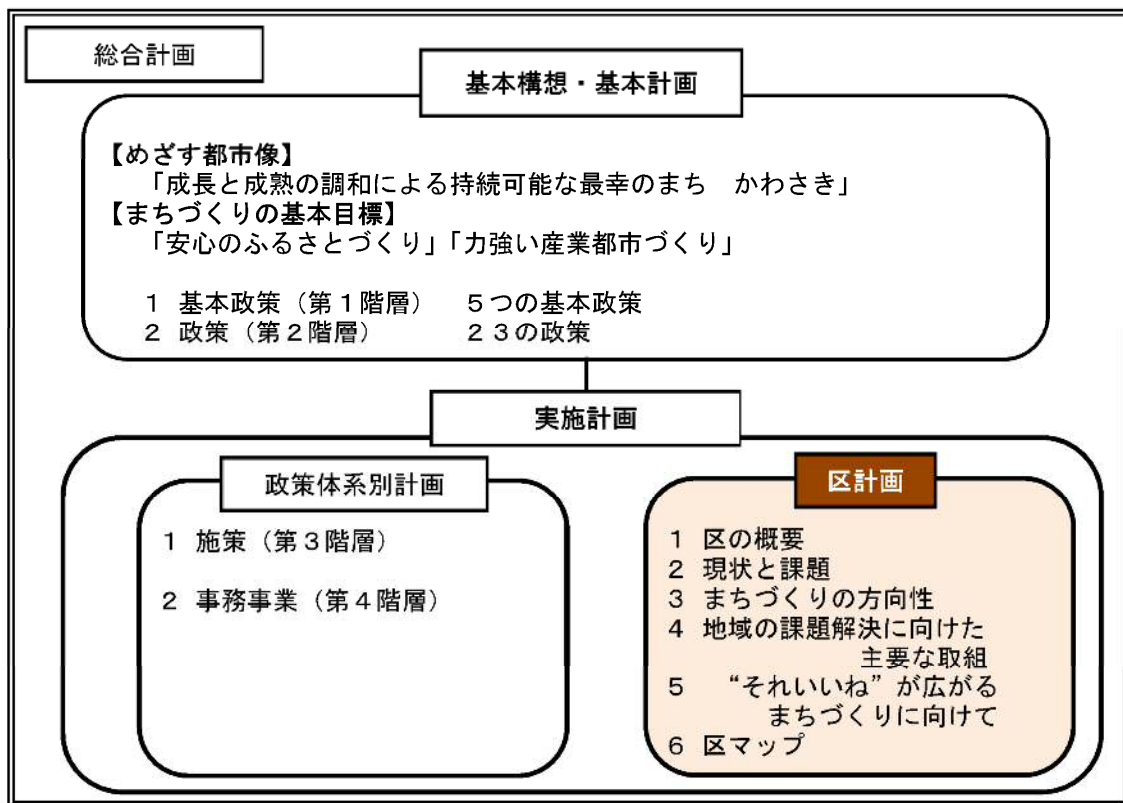 総合計画
基本構想・基本計画
【めざす都市像】
「成長と成熟の調和による持続可能な最幸のまち　かわさき」
【まちづくりの基本目標】
「安心のふるさとづくり」「力強い産業都市づくり」
１　基本政策（第１階層）　５つの基本政策
２　政策（第２階層）　２３の政策
実施計画
政策体系別計画
１　施策（第３階層）
２　事務事業（第４階層）
区計画
１　区の概要
２　現状と課題
３　まちづくりの方向性
４　地域の課題解決に向けた
主要な取組
５　“それいいね”が広がる
まちづくりに向けて
６　区マップ